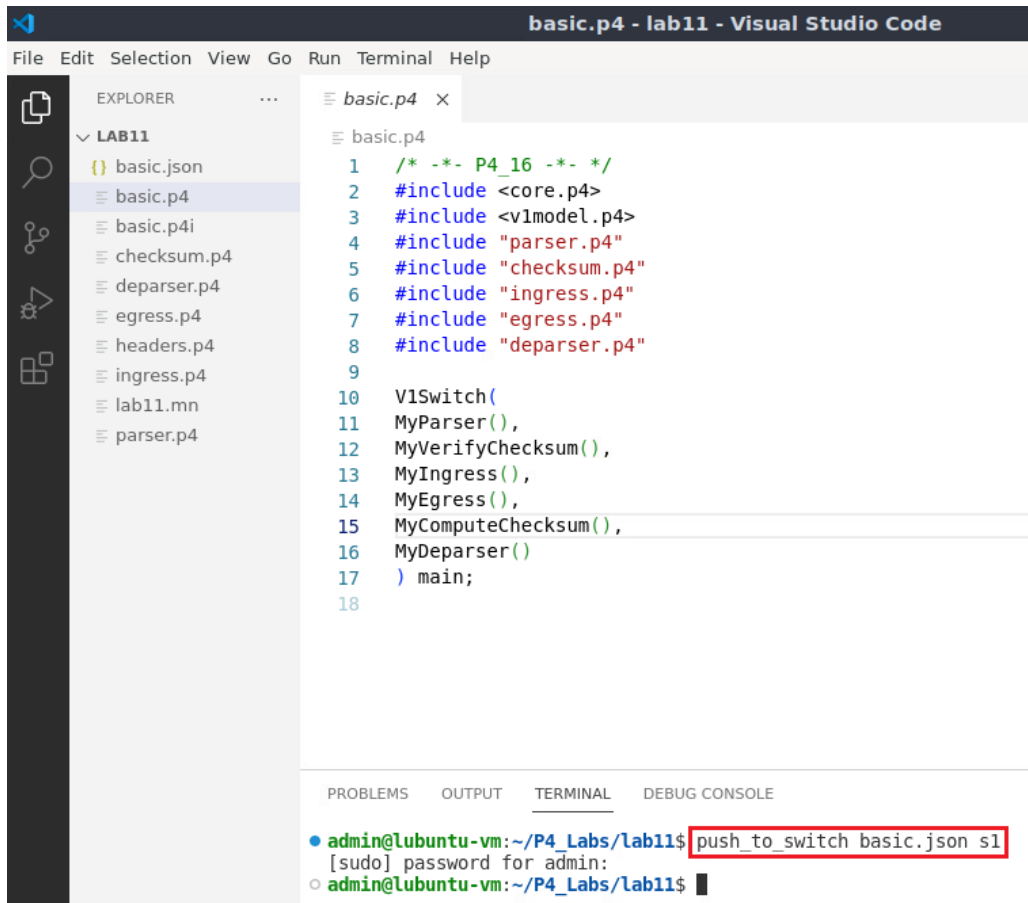 basic.p4 - lab11 - Visual Studio Code
File Edit Selection View Go Run Terminal Help
EXPLORER ...
LAB11
{} basic.json
basic.p4
basic.p4i
checksum.p4
deparser.p4
egress.p4
headers.p4
ingress.p4
lab11.mn
parser.p4
basic.p4 ×
basic.p4
1 /* -*- P4_16 -*- */
2 #include <core.p4>
3 #include <v1model.p4>
4 #include "parser.p4"
5 #include "checksum.p4"
6 #include "ingress.p4"
7 #include "egress.p4"
8 #include "deparser.p4"
9
10 V1Switch(
11 MyParser(),
12 MyVerifyChecksum(),
13 MyIngress(),
14 MyEgress(),
15 MyComputeChecksum(),
16 MyDeparser()
17 ) main;
18
PROBLEMS OUTPUT TERMINAL DEBUG CONSOLE
admin@lubuntu-vm:~/P4_Labs/lab11$ push_to_switch basic.json s1
[sudo] password for admin:
admin@lubuntu-vm:~/P4_Labs/lab11$